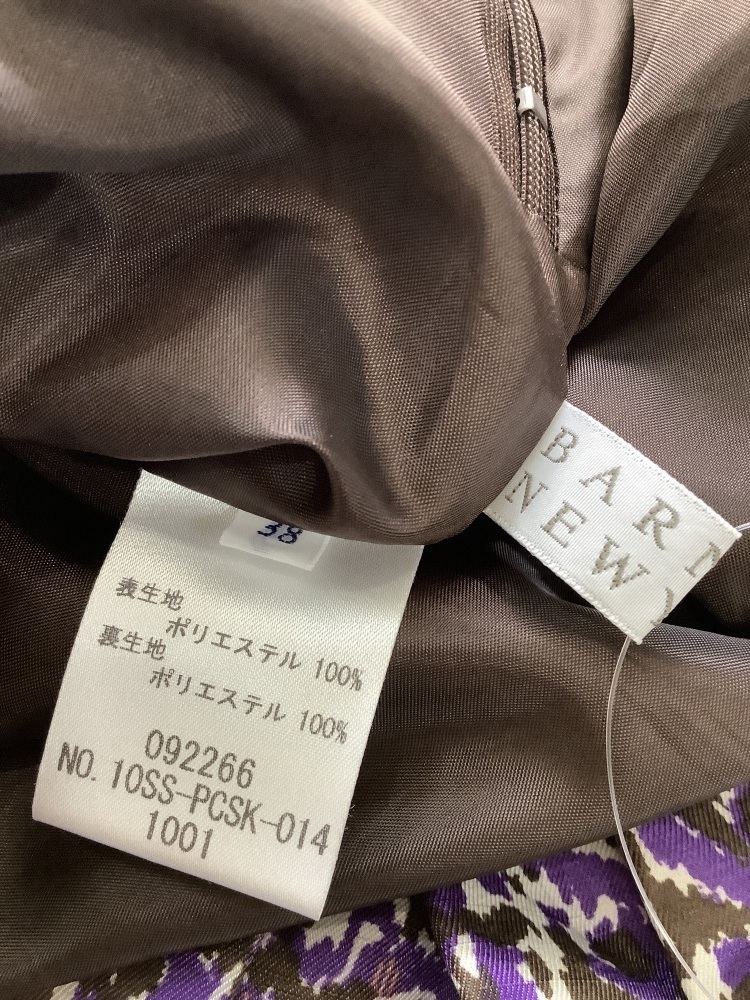 BAR
NEW
38
表生地
ポリエステル 100%
裏生地
ポリエステル 100%
092266
NO. 10SS-PCSK-014
1001